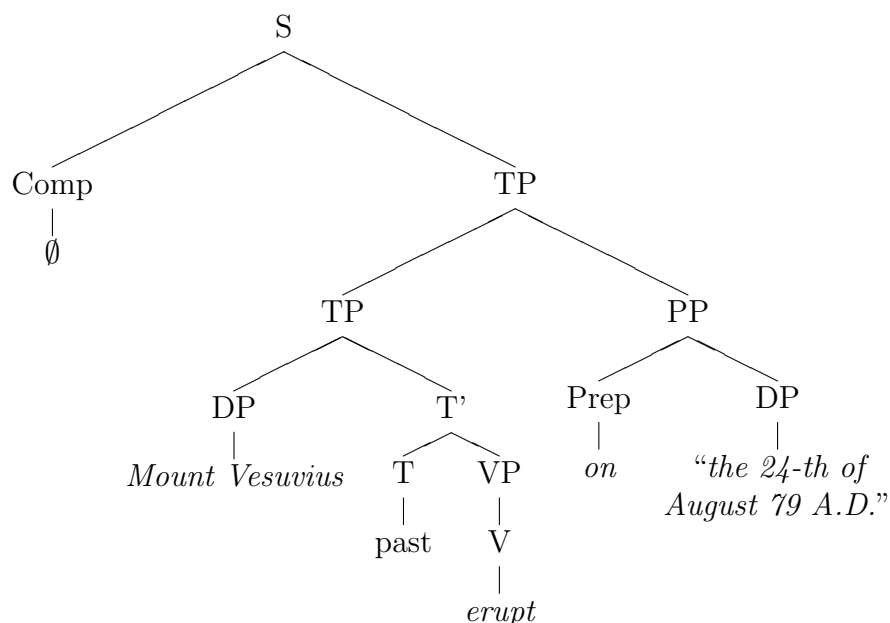 S
Comp TP
∅
TP PP
DP T’ Prep DP
Mount Vesuvius T VP on “the 24-th of
August 79 A.D.”
past V
erupt